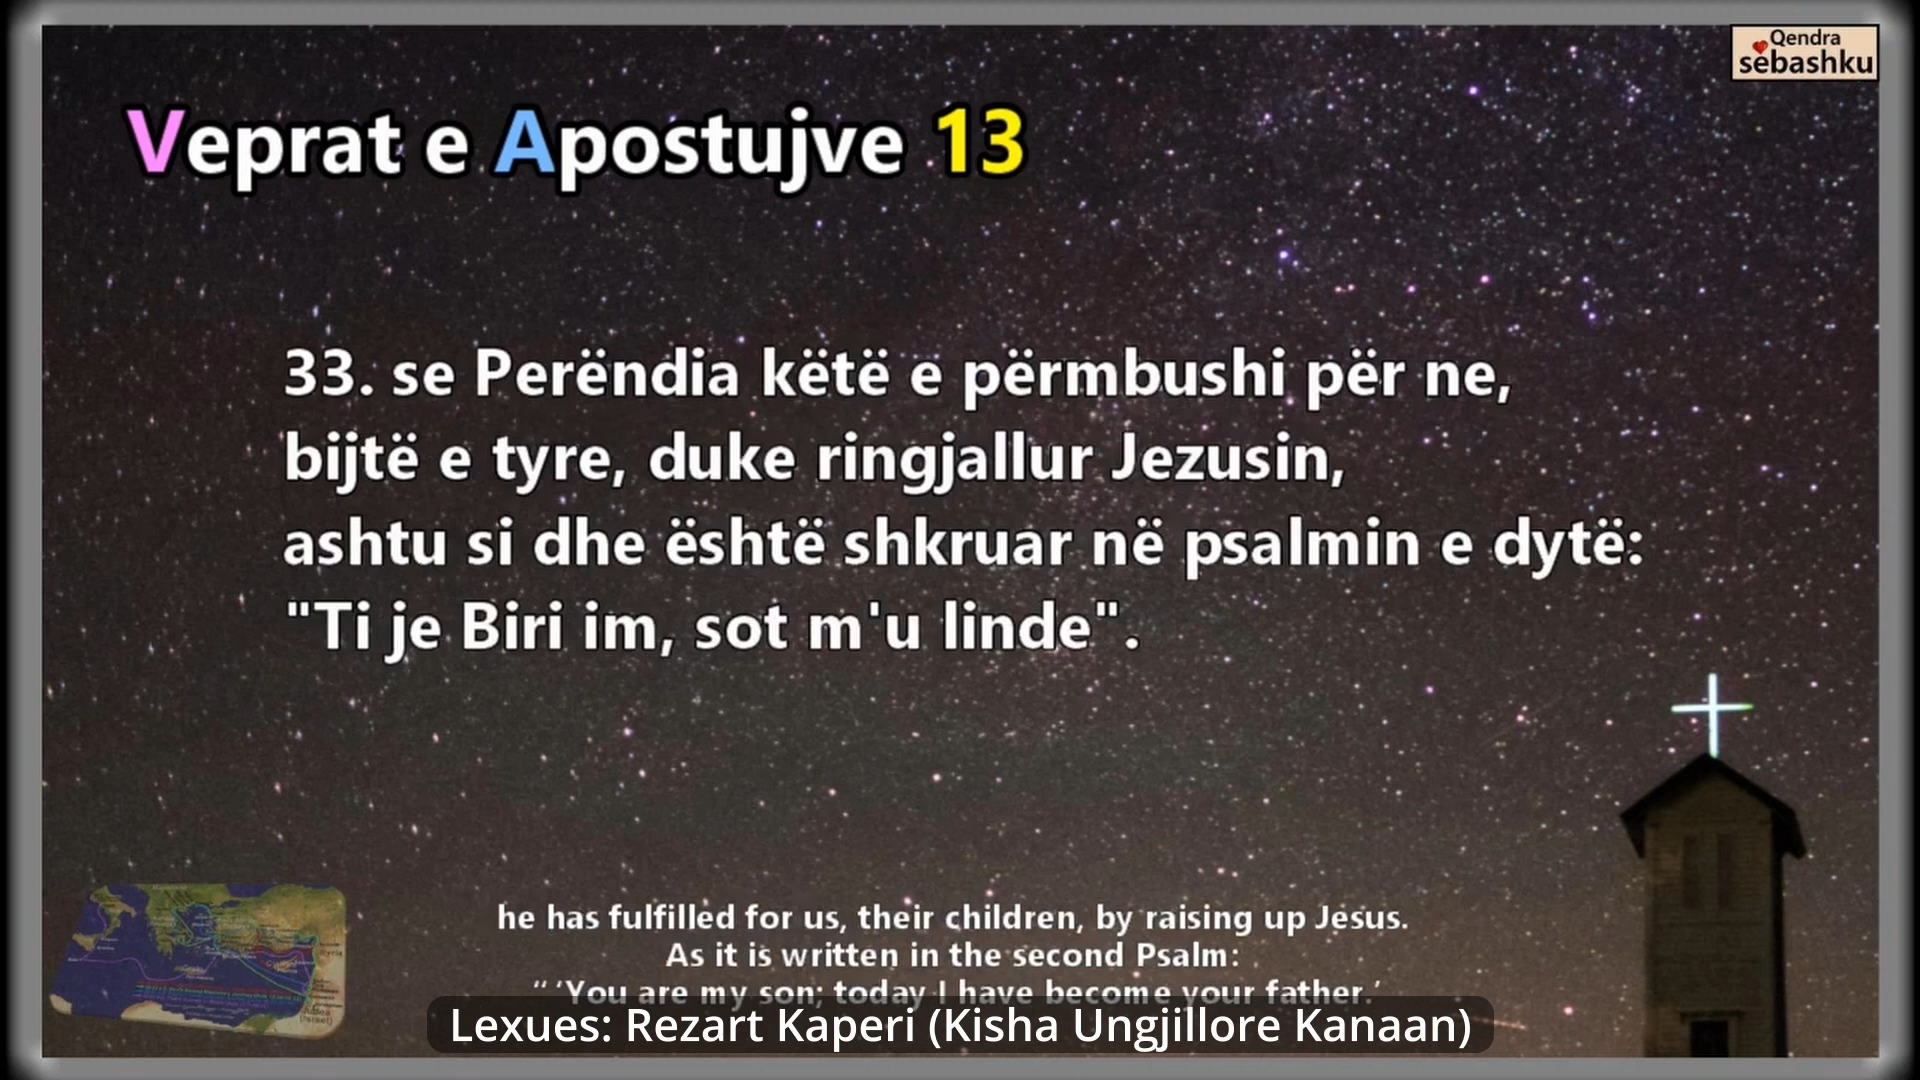 Qendra
sebashku
Veprat e Apostujve 13
33. se Perëndia këtë e përmbushi për ne,
bijtë e tyre, duke ringjallur Jezusin,
ashtu si dhe është shkruar në psalmin e dytë:
"Ti je Biri im, sot m'u linde".
he has fulfilled for us, their children, by raising up Jesus.
As it is written in the second Psalm:
“ ‘You are my son; today I have become your father.’
Lexues: Rezart Kaperi (Kisha Ungjillore Kanaan)